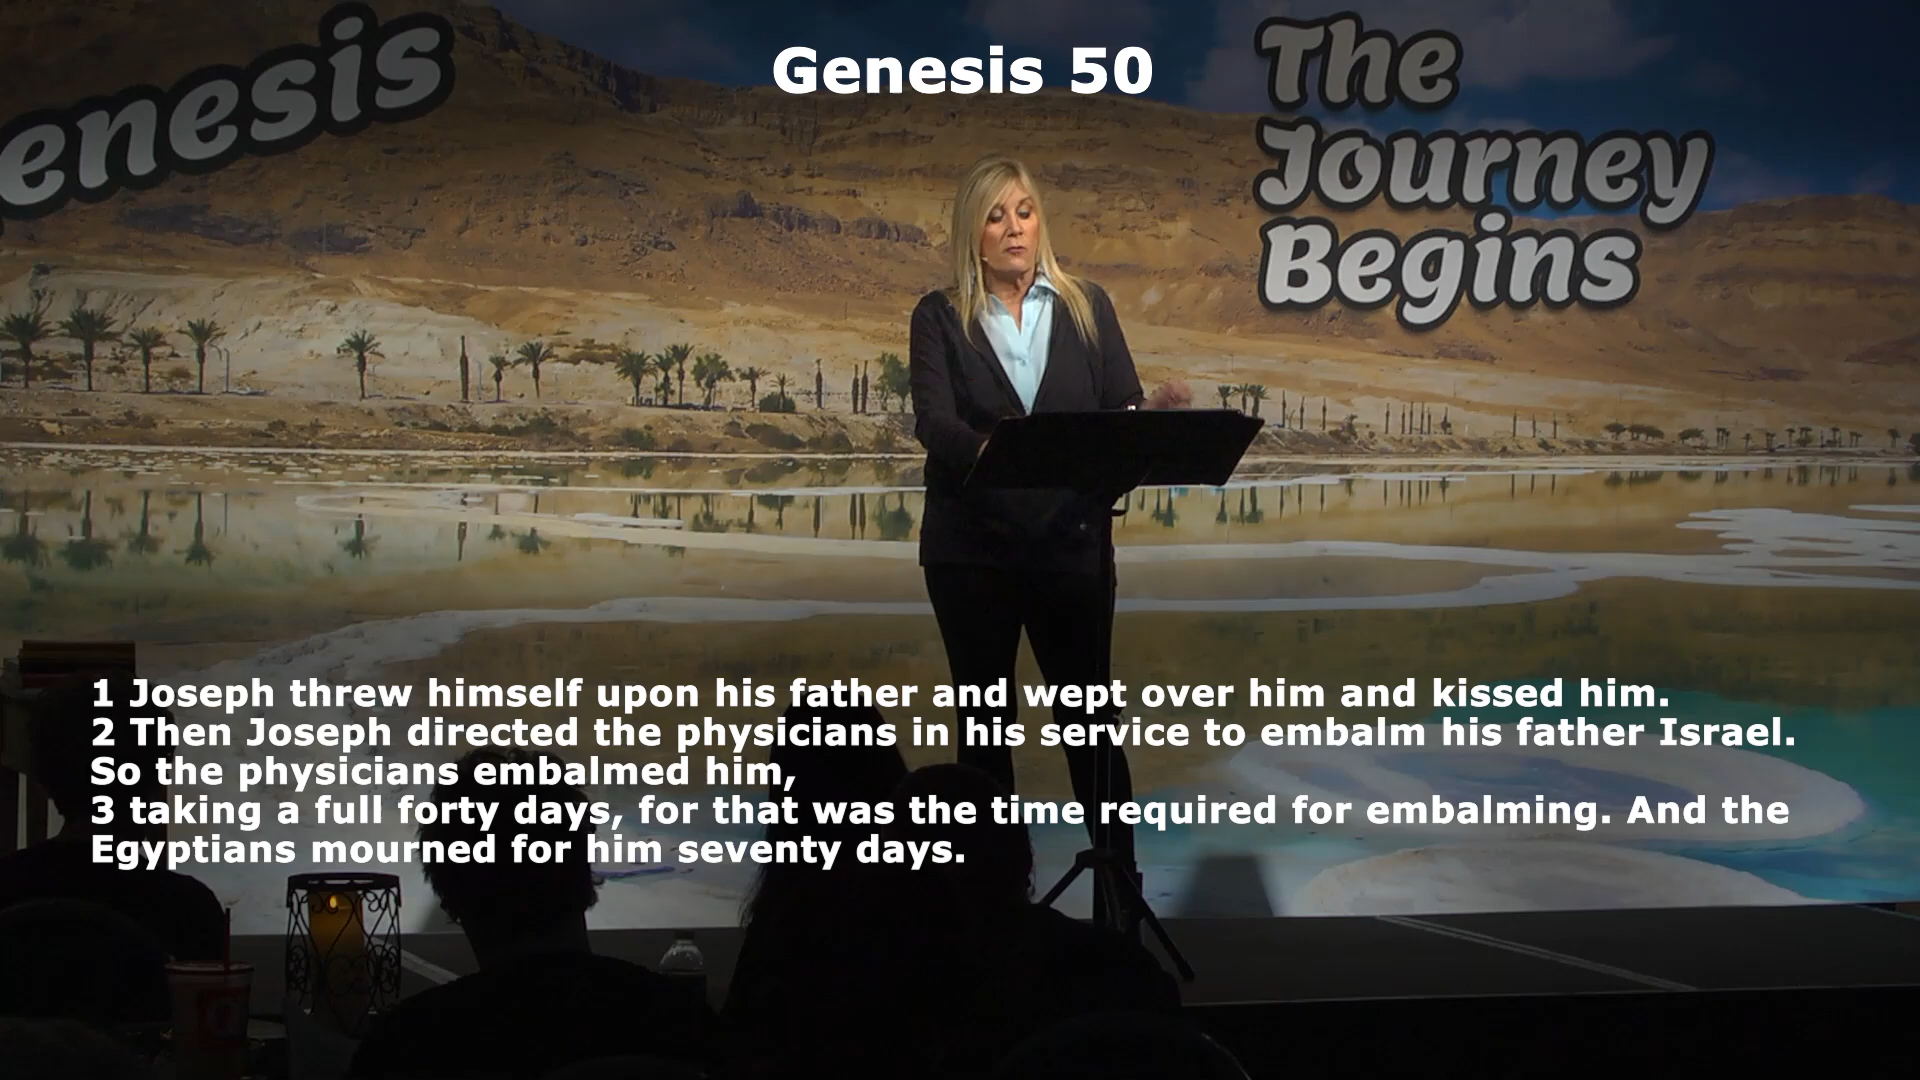 enesis
Genesis 50
The
Journey
Begins
1 Joseph threw himself upon his father and wept over him and kissed him.
2 Then Joseph directed the physicians in his service to embalm his father Israel.
So the physicians embalmed him,
3 taking a full forty days, for that was the time required for embalming. And the
Egyptians mourned for him seventy days.